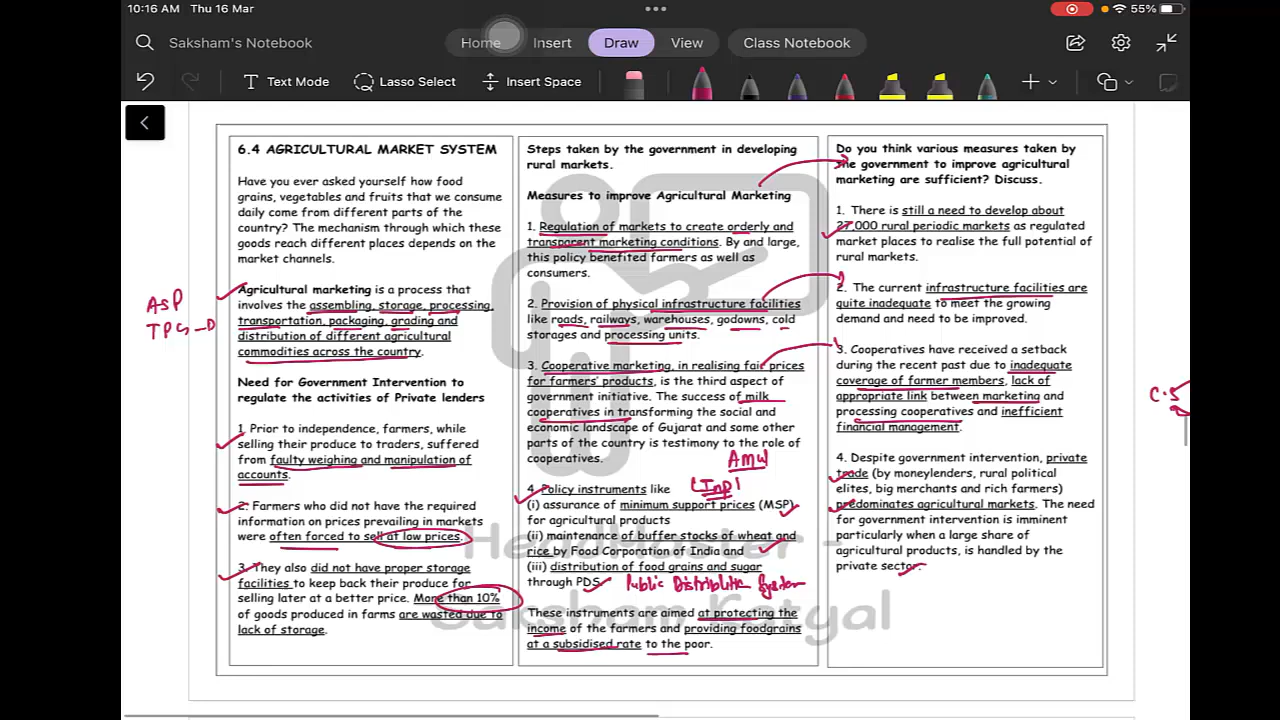 10:16 AM Thu 16 Mar
55%
Saksham's Notebook
Home Insert Draw View Class Notebook
Text Mode Lasso Select Insert Space
6.4 AGRICULTURAL MARKET SYSTEM
Have you ever asked yourself how food
grains, vegetables and fruits that we consume
daily come from different parts of the
country? The mechanism through which these
goods reach different places depends on the
market channels.
ASP
TPG-D
Agricultural marketing is a process that
involves the assembling, storage, processing,
transportation, packaging, grading and
distribution of different agricultural
commodities across the country.
Need for Government Intervention to
regulate the activities of Private lenders
1 Prior to independence, farmers, while
selling their produce to traders, suffered
from faulty weighing and manipulation of
accounts.
2. Farmers who did not have the required
information on prices prevailing in markets
were often forced to sell at low prices.
3. They also did not have proper storage
facilities to keep back their produce for
selling later at a better price. More than 10%
of goods produced in farms are wasted due to
lack of storage.
Steps taken by the government in developing
rural markets.
Measures to improve Agricultural Marketing
1. Regulation of markets to create orderly and
transparent marketing conditions. By and large,
this policy benefited farmers as well as
consumers.
2. Provision of physical infrastructure facilities
like roads, railways, warehouses, godowns, cold
storages and processing units.
3. Cooperative marketing, in realising fair prices
for farmers' products, is the third aspect of
government initiative. The success of milk
cooperatives in transforming the social and
economic landscape of Gujarat and some other
parts of the country is testimony to the role of
cooperatives.
Amul
4. Policy instruments like
(Imp)
(i) assurance of minimum support prices (MSP)
for agricultural products
(ii) maintenance of buffer stocks of wheat and
rice by Food Corporation of India and
(iii) distribution of food grains and sugar
through PDS. Public Distribution System
These instruments are aimed at protecting the
income of the farmers and providing foodgrains
at a subsidised rate to the poor.
Do you think various measures taken by
the government to improve agricultural
marketing are sufficient? Discuss.
1. There is still a need to develop about
27,000 rural periodic markets as regulated
market places to realise the full potential of
rural markets.
2. The current infrastructure facilities are
quite inadequate to meet the growing
demand and need to be improved.
3. Cooperatives have received a setback
during the recent past due to inadequate
coverage of farmer members, lack of
appropriate link between marketing and
processing cooperatives and inefficient
financial management.
4. Despite government intervention, private
trade (by moneylenders, rural political
elites, big merchants and rich farmers)
predominates agricultural markets. The need
for government intervention is imminent
particularly when a large share of
agricultural products, is handled by the
private sector.
C.S
HeadMaster -
Saksham Katyal